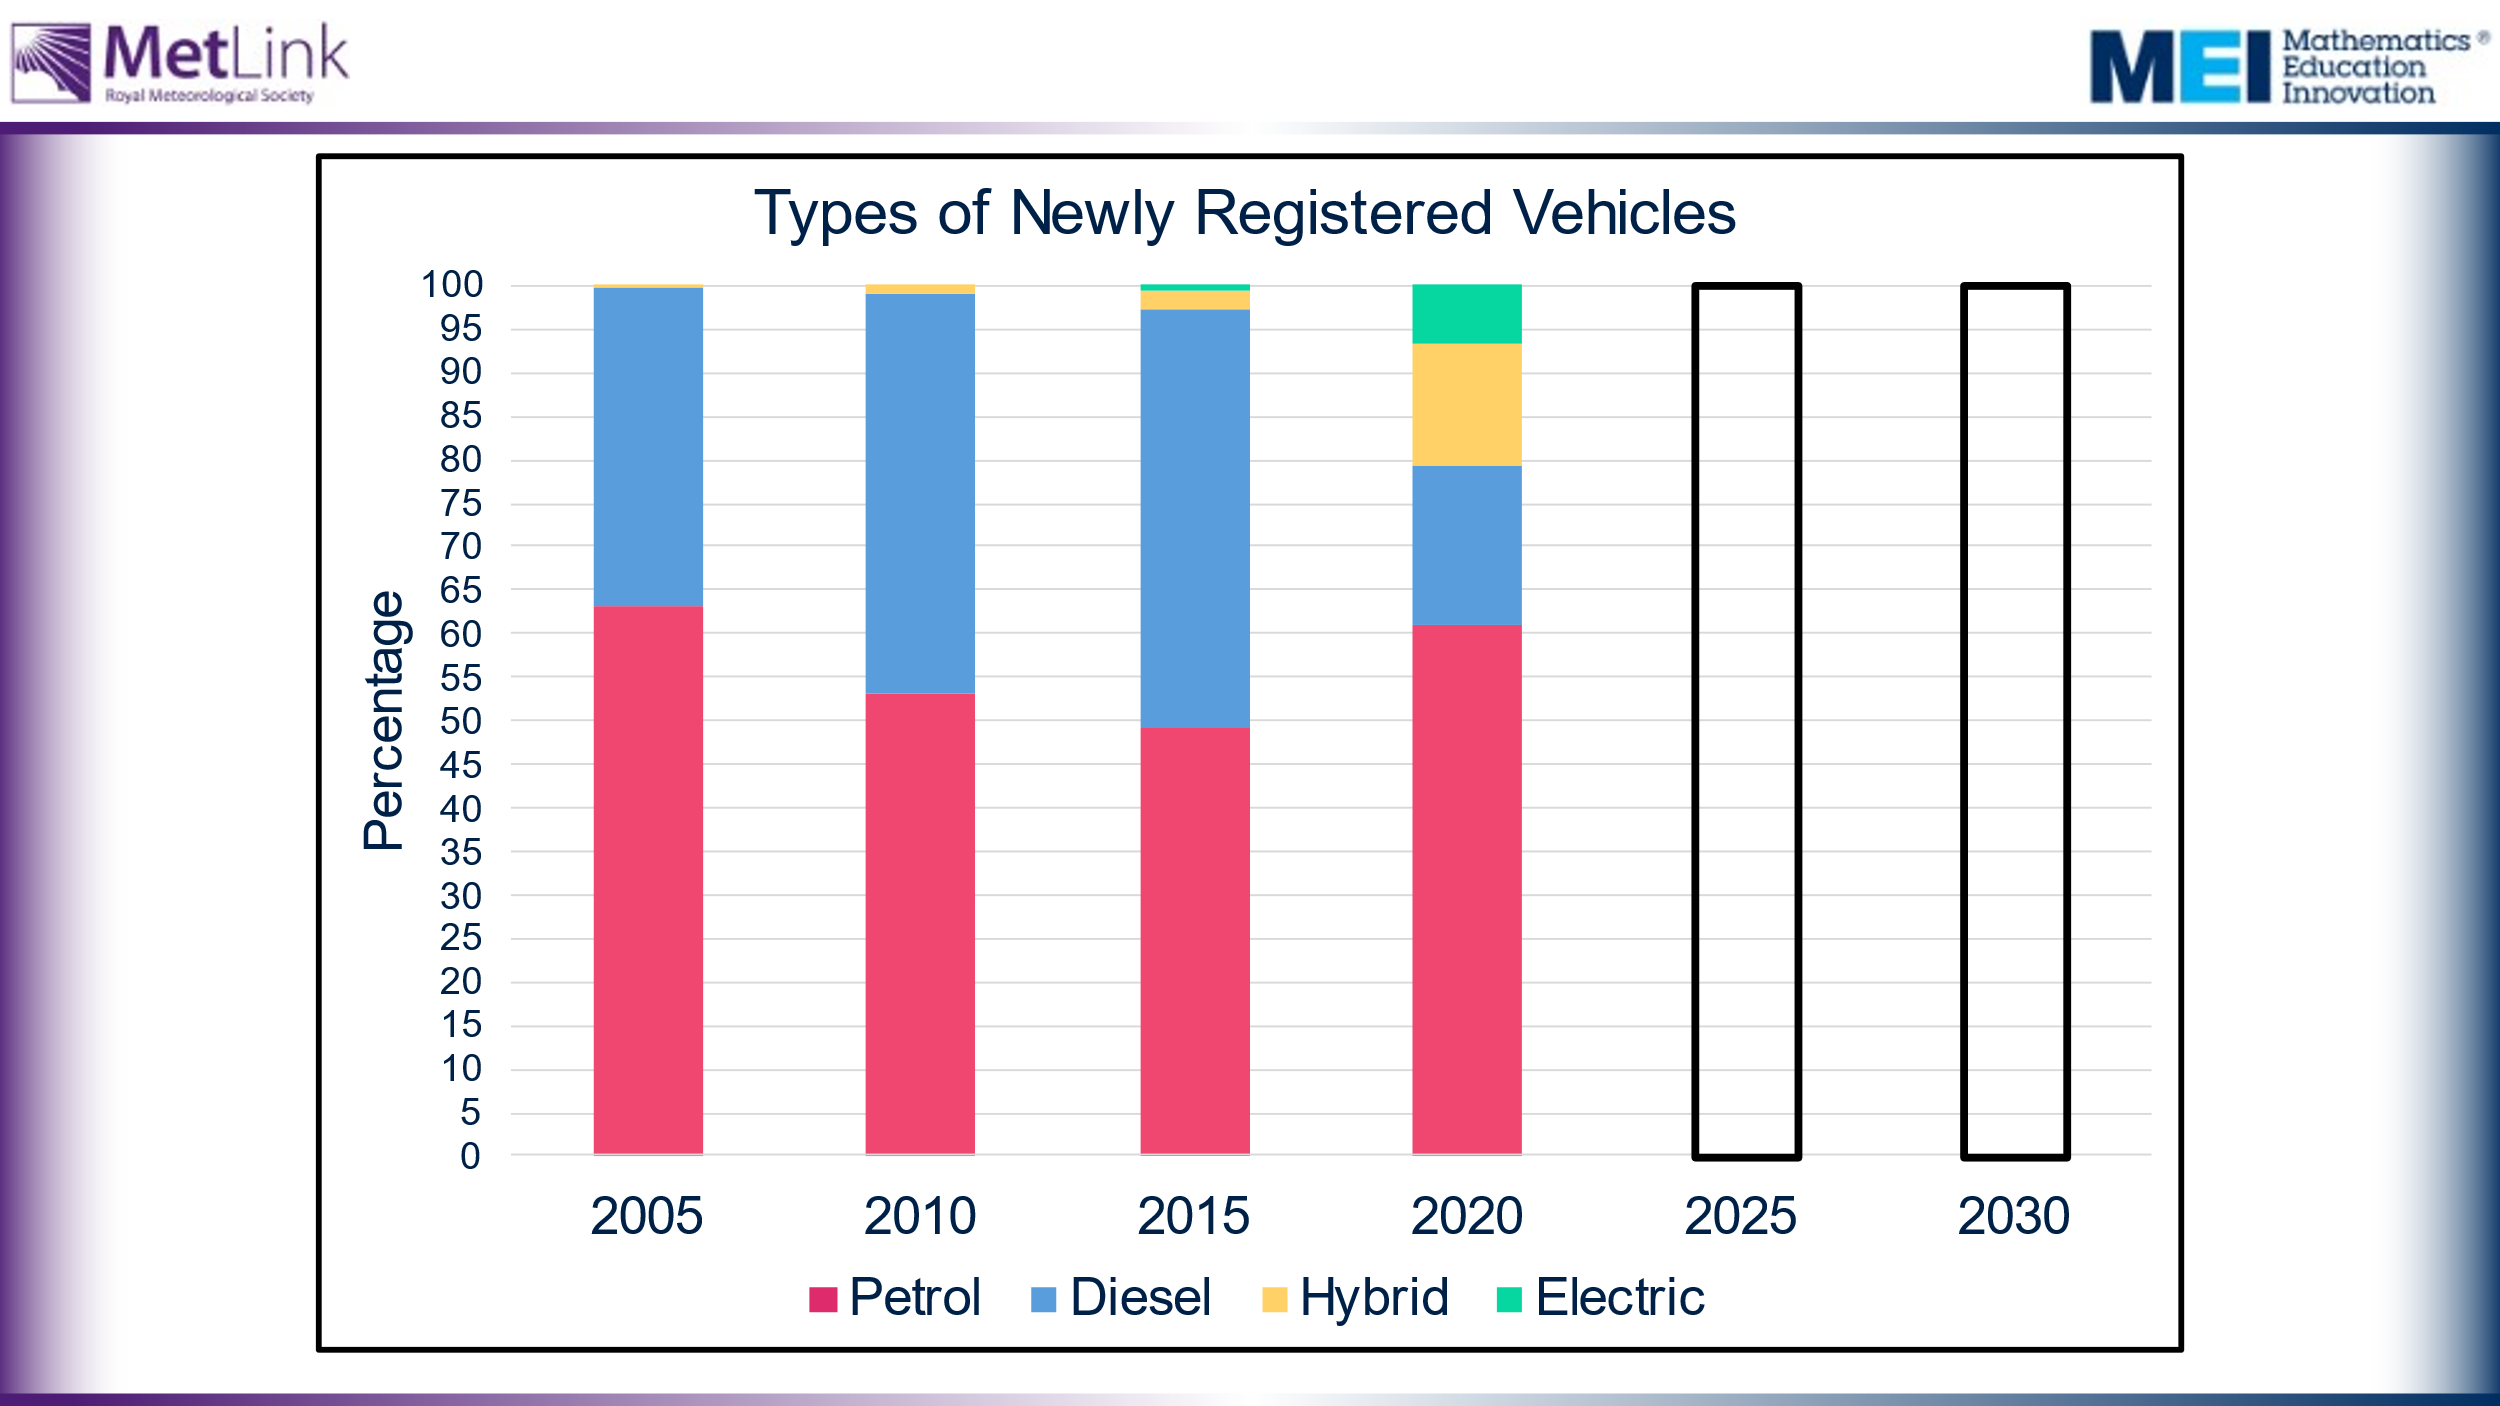 MetLink
Royal Meteorological Society
MEI Mathematics ®
Education
Innovation
Types of Newly Registered Vehicles
Percentage
100
95
90
85
80
75
70
65
60
55
50
45
40
35
30
25
20
15
10
5
0
2005 2010 2015 2020 2025 2030
Petrol Diesel Hybrid Electric